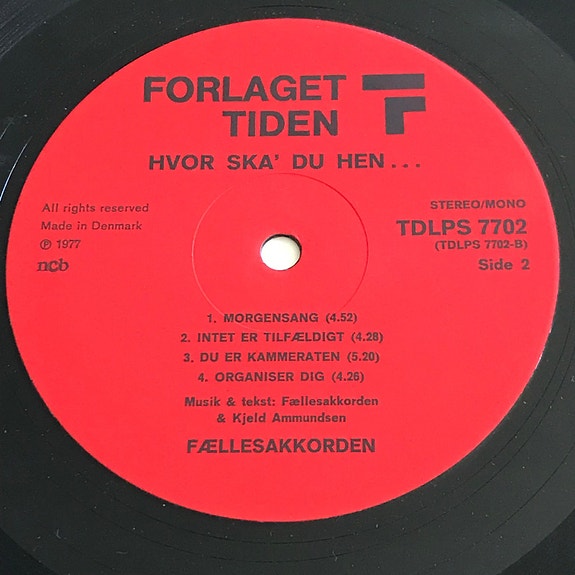 FORLAGET
TIDEN
HVOR SKA' DU HEN...
All rights reserved
Made in Denmark
℗ 1977
ncb
STEREO/MONO
TDLPS 7702
(TDLPS 7702-B)
Side 2
1. MORGENSANG (4.52)
2. INTET ER TILFÆLDIGT (4.28)
3. DU ER KAMMERATEN (5.20)
4. ORGANISER DIG (4.26)
Musik & tekst: Fællesakkorden
& Kjeld Ammundsen
FÆLLESAKKORDEN